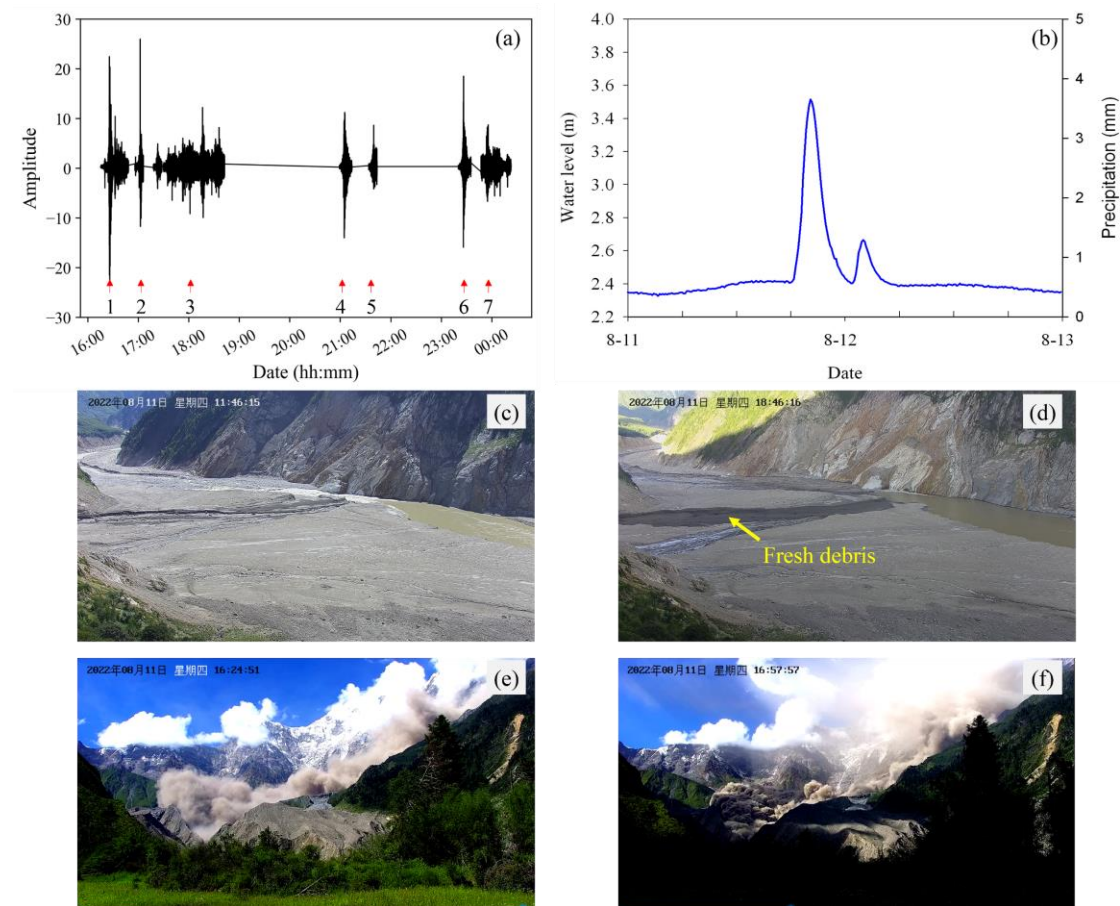 (a)
30
20
10
0
−10
−20
−30
Amplitude
1 2 3 4 5 6 7
16:00 17:00 18:00 19:00 20:00 21:00 22:00 23:00 00:00
Date (hh:mm)
(b)
4.0
3.8
3.6
3.4
3.2
3.0
2.8
2.6
2.4
2.2
Water level (m)
5
4
3
2
1
0
Precipitation (mm)
8-11 8-12 8-13
Date
2022年08月11日 星期四 11:46:15
(c)
2022年08月11日 星期四 18:46:16
(d)
Fresh debris
2022年08月11日 星期四 16:24:51
(e)
2022年08月11日 星期四 16:57:57
(f)